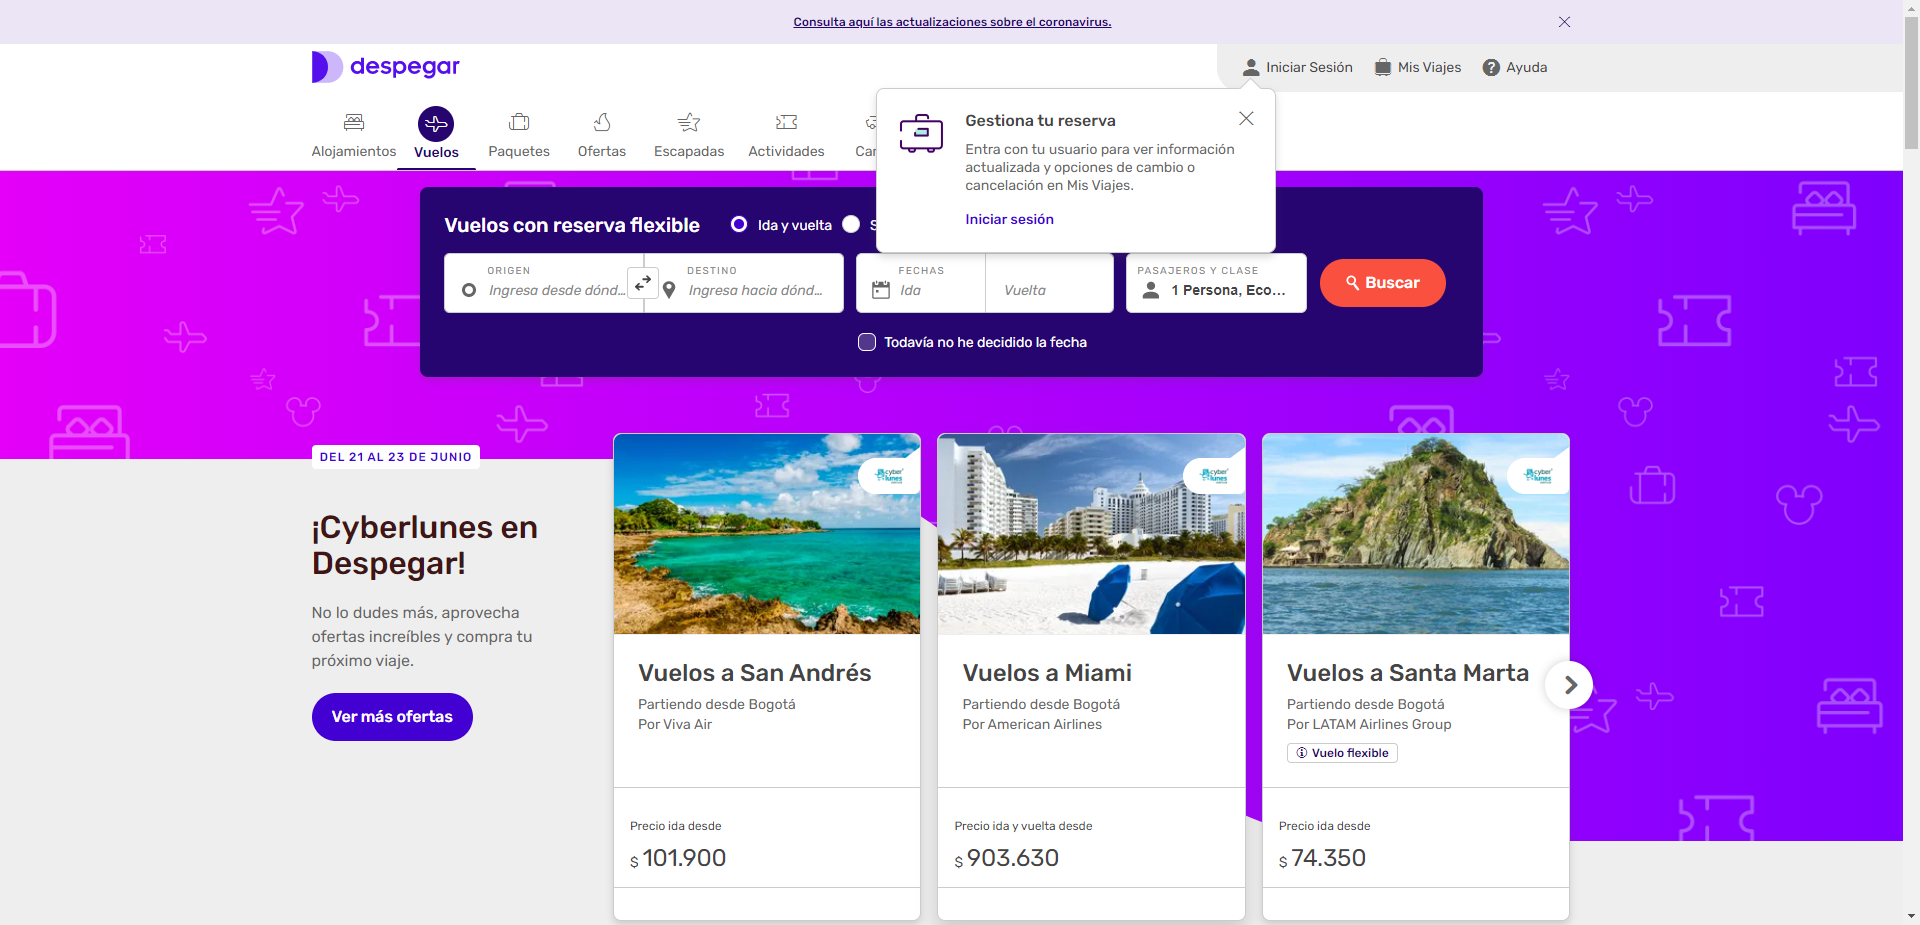 Consulta aquí las actualizaciones sobre el coronavirus.
despegar
Iniciar Sesión
Mis Viajes
Ayuda
Alojamientos
Vuelos
Paquetes
Ofertas
Escapadas
Actividades
Gestiona tu reserva
Entra con tu usuario para ver información
actualizada y opciones de cambio o
cancelación en Mis Viajes.
Iniciar sesión
Vuelos con reserva flexible
Ida y vuelta
ORIGEN
Ingresa desde dónd...
DESTINO
Ingresa hacia dónd...
FECHAS
Ida
Vuelta
PASAJEROS Y CLASE
1 Persona, Eco...
Buscar
Todavía no he decidido la fecha
DEL 21 AL 23 DE JUNIO
¡Cyberlunes en
Despegar!
No lo dudes más, aprovecha
ofertas increíbles y compra tu
próximo viaje.
Ver más ofertas
cyber
lunes
Vuelos a San Andrés
Partiendo desde Bogotá
Por Viva Air
Precio ida desde
$ 101.900
cyber
lunes
Vuelos a Miami
Partiendo desde Bogotá
Por American Airlines
Precio ida y vuelta desde
$ 903.630
cyber
lunes
Vuelos a Santa Marta
Partiendo desde Bogotá
Por LATAM Airlines Group
Vuelo flexible
Precio ida desde
$ 74.350